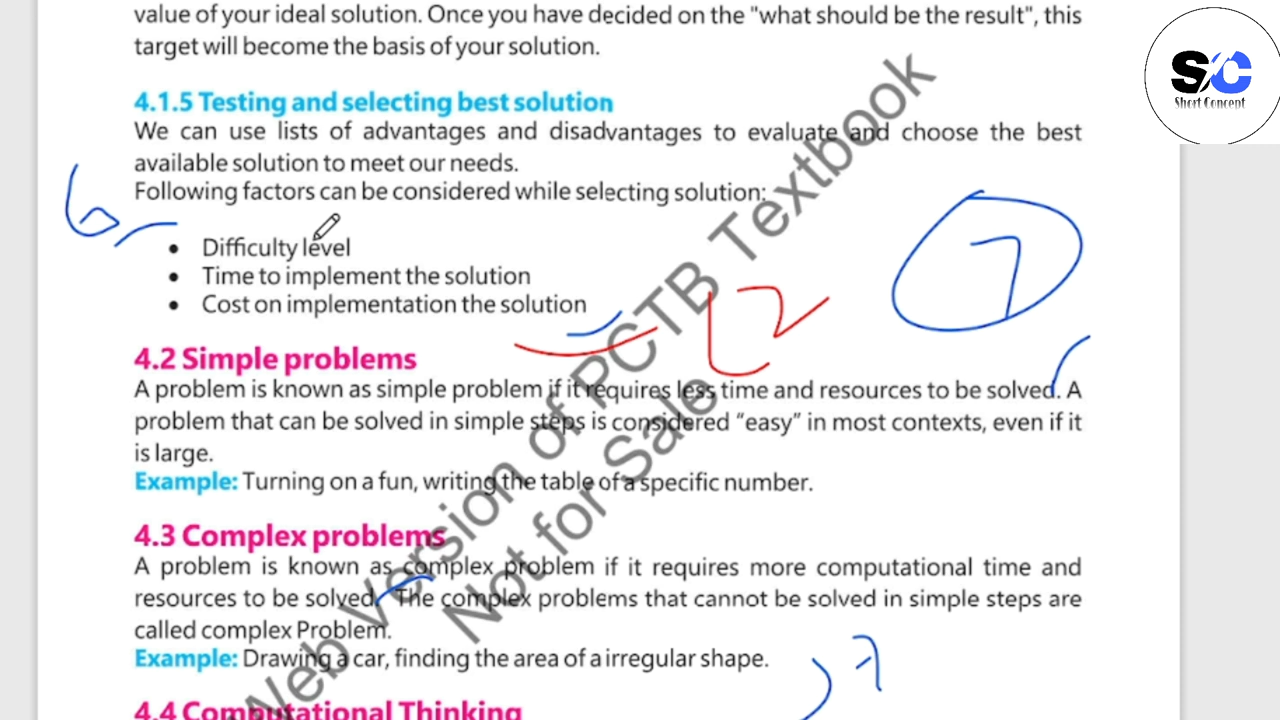 value of your ideal solution. Once you have decided on the "what should be the result", this
target will become the basis of your solution.
S/C
Short Concept
4.1.5 Testing and selecting best solution
We can use lists of advantages and disadvantages to evaluate and choose the best
available solution to meet our needs.
Following factors can be considered while selecting solution:
6
• Difficulty level
• Time to implement the solution
• Cost on implementation the solution
7
2
4.2 Simple problems
A problem is known as simple problem if it requires less time and resources to be solved. A
problem that can be solved in simple steps is considered “easy” in most contexts, even if it
is large.
Example: Turning on a fun, writing the table of a specific number.
4.3 Complex problems
A problem is known as complex problem if it requires more computational time and
resources to be solved. The complex problems that cannot be solved in simple steps are
called complex Problem.
Example: Drawing a car, finding the area of a irregular shape.
4.4 Computational Thinking
Web Version of PCTB Textbook
Not for Sale